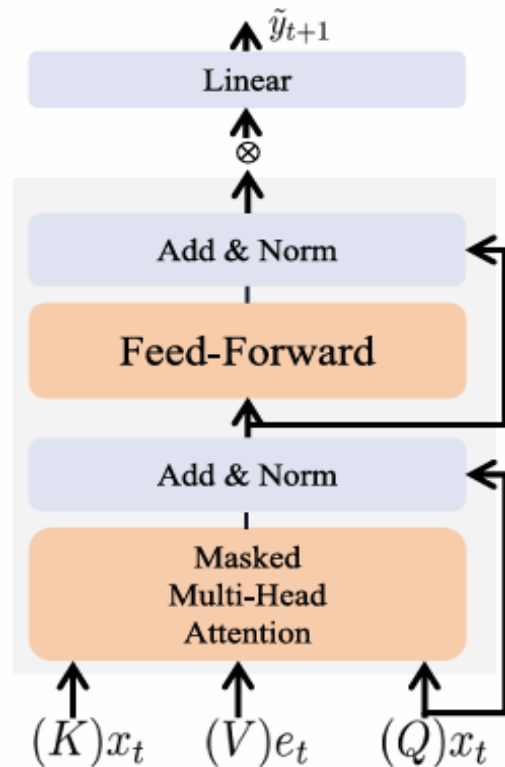 ỹₜ₊₁
Linear
⊗
Add & Norm
Feed-Forward
Add & Norm
Masked
Multi-Head
Attention
(K)xₜ (V)eₜ (Q)xₜ